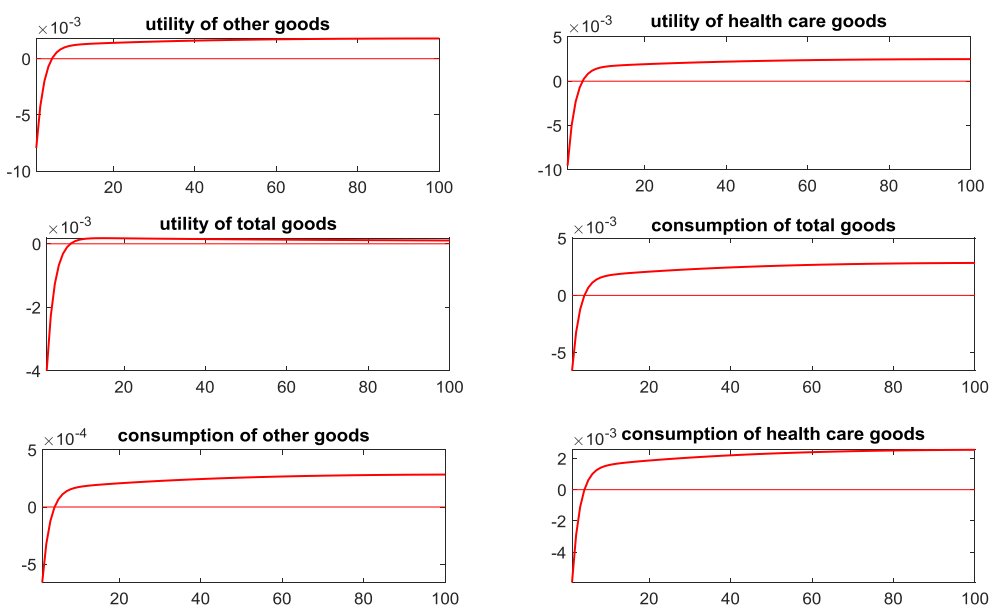 ×10⁻³ utility of other goods
0
-5
-10
20 40 60 80 100
×10⁻³ utility of health care goods
5
0
-5
-10
20 40 60 80 100
×10⁻³ utility of total goods
0
-2
-4
20 40 60 80 100
×10⁻³ consumption of total goods
5
0
-5
20 40 60 80 100
×10⁻⁴ consumption of other goods
5
0
-5
20 40 60 80 100
×10⁻³ consumption of health care goods
2
0
-2
-4
20 40 60 80 100